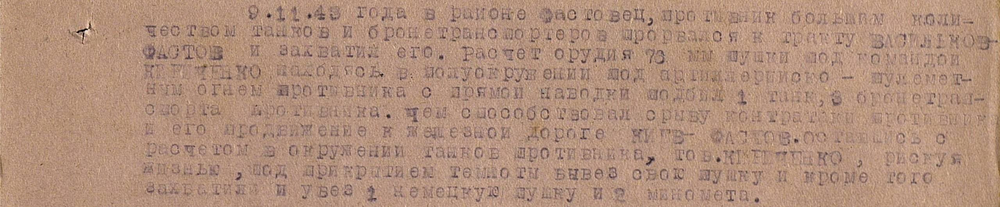 9.11.43 года в районе Фастовец, противник большим коли-
чеством танков и бронетранспортеров прорвался к тракту ВАСИЛЬКОВ-
ФАСТОВ и захватил его. Расчет орудия 76 мм пушки под командой
КИРИЧЕНКО находясь в полуокружении под артиллерийско - пулемет-
ным огнем противника с прямой наводки подбил 1 танк, 3 бронетран-
спорта противника. Чем способствовал срыву контратаки противника
и его продвижение к железной дороге КИЕВ- ФАСТОВ. Оставшись с
расчетом в окружении танков противника, тов. КИРИЧЕНКО , рискуя
жизнью , под прикрытием темноты вывез свою пушку и кроме того
захватили и увез 1 немецкую пушку и 2 миномета.